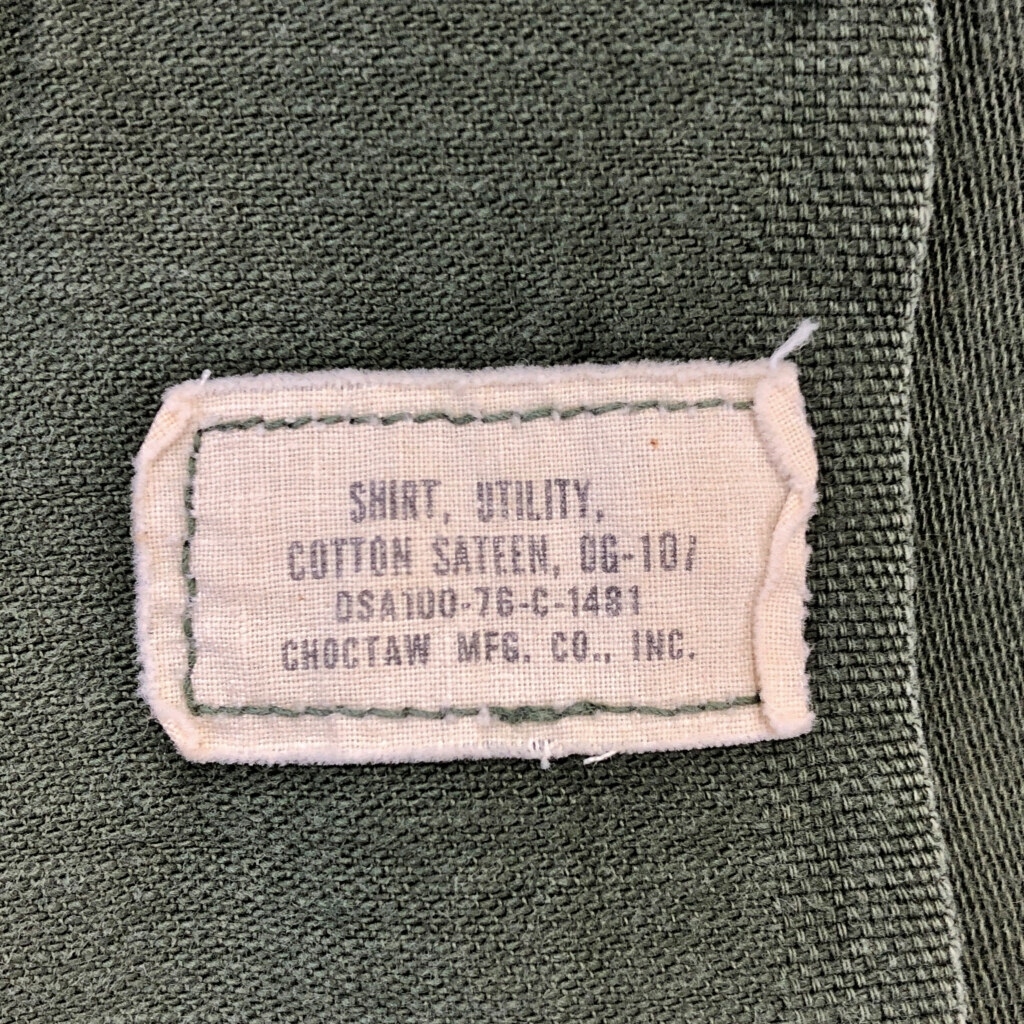 SHIRT, UTILITY,
COTTON SATEEN, OG-107
DSA100-76-C-1481
CHOCTAW MFG. CO., INC.